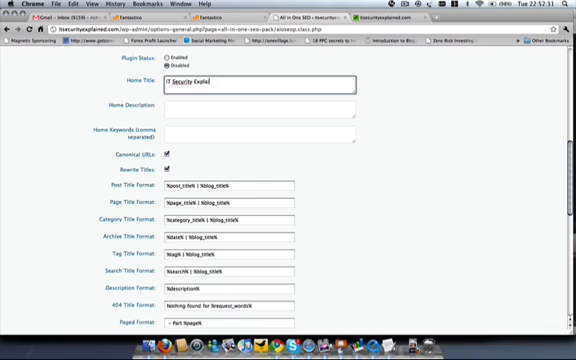 Chrome File Edit View History Bookmarks Window Help
Tue 22:52:31
Gmail - Inbox (9159)
Fantastico
Fantastico
All in One SEO
itsecurityexplained.com
itsecurityexplained.com/wp-admin/options-general.php?page=all-in-one-seo-pack/aioseop.class.php
Magnetic Sponsoring
Forex Profit Launcher
Social Marketing
18 PPC secrets to
Zero Risk Investing
Other Bookmarks
Plugin Status:
Enabled
Disabled
Home Title:
IT Security Explai
Home Description:
Home Keywords (comma
separated)
Canonical URLs:
Rewrite Titles:
Post Title Format:
%post_title% | %blog_title%
Page Title Format:
%page_title% | %blog_title%
Category Title Format:
%category_title% | %blog_title%
Archive Title Format:
%date% | %blog_title%
Tag Title Format:
%tag% | %blog_title%
Search Title Format:
%search% | %blog_title%
Description Format:
%description%
404 Title Format:
Nothing found for %request_words%
Paged Format:
- Part %page%